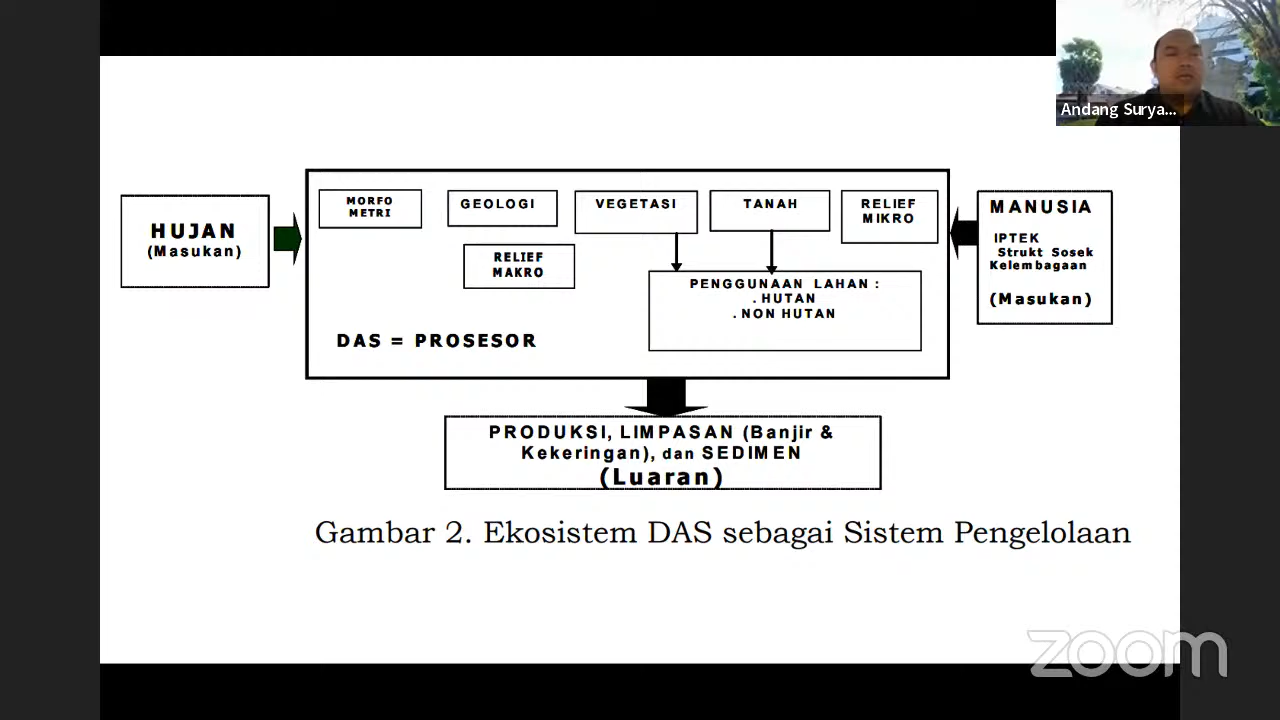 Andang Surya...
HUJAN
(Masukan)
MORFO
METRI
GEOLOGI
VEGETASI
TANAH
RELIEF
MIKRO
RELIEF
MAKRO
PENGGUNAAN LAHAN :
. HUTAN
. NON HUTAN
DAS = PROSESOR
MANUSIA
IPTEK
Strukt Sosek
Kelembagaan
(Masukan)
PRODUKSI, LIMPASAN (Banjir &
Kekeringan), dan SEDIMEN
(Luaran)
Gambar 2. Ekosistem DAS sebagai Sistem Pengelolaan
zoom